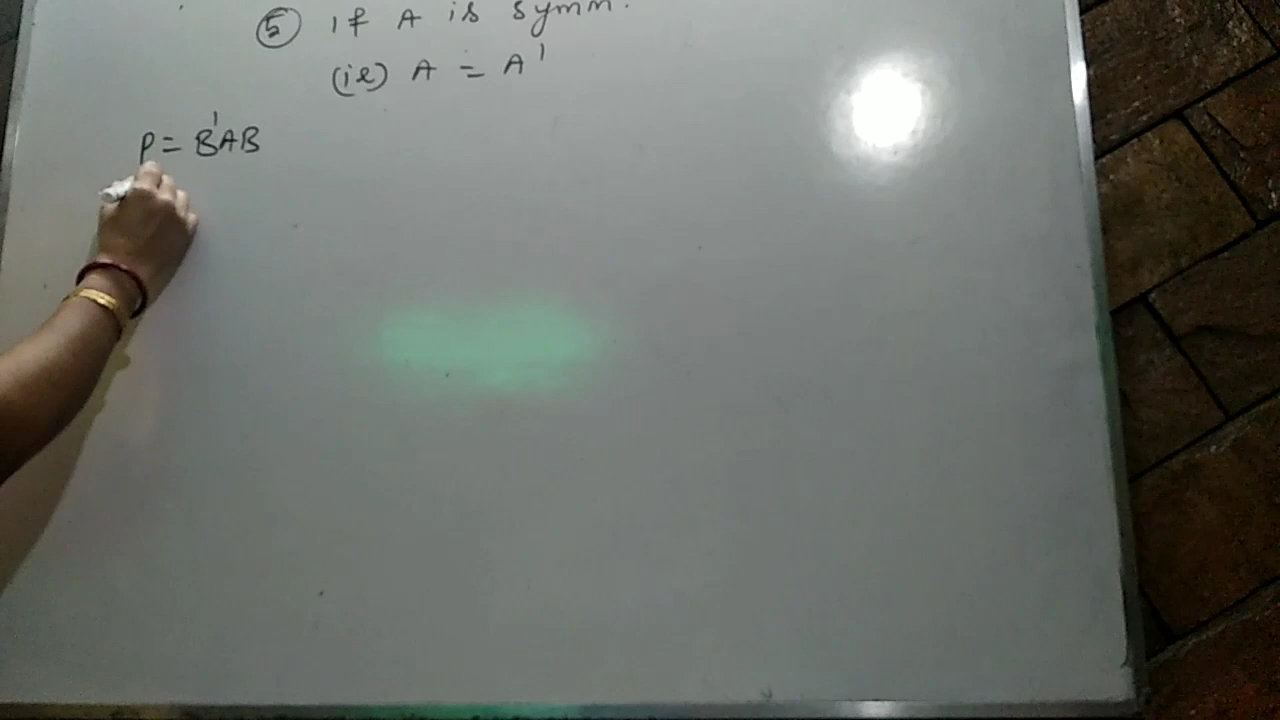 ⑤ If A is symm.
(ie) A = A'
P = B'AB